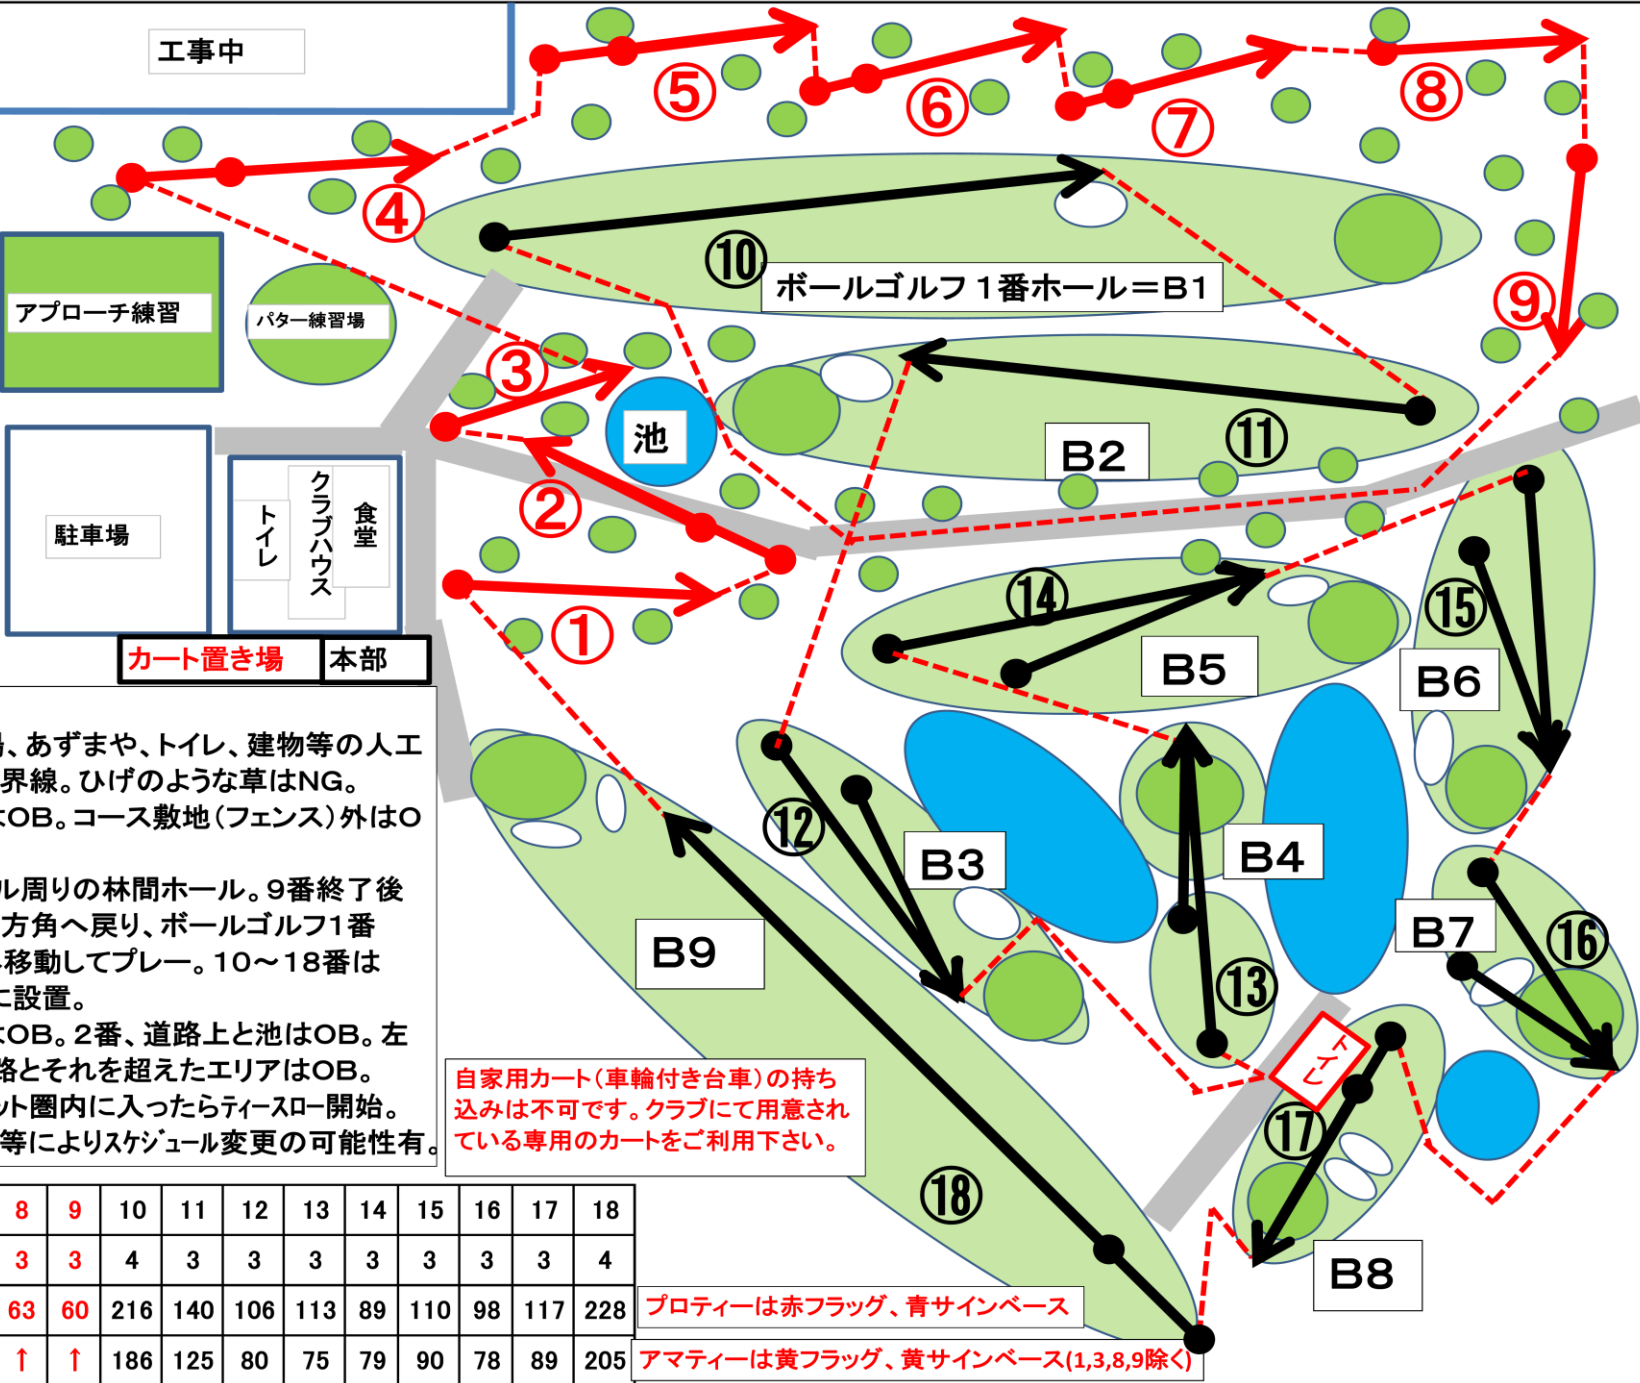 工事中
⑤
⑥
⑦
⑧
④
⑩
ボールゴルフ1番ホール=B1
⑨
アプローチ練習
パター練習場
③
池
B2
⑪
②
駐車場
トイレ
クラブハウス
食堂
①
⑭
B5
⑮
B6
カート置き場
本部
、あずまや、トイレ、建物等の人工
界線。ひげのような草はNG。
はOB。コース敷地(フェンス)外はO
ル周りの林間ホール。9番終了後
方角へ戻り、ボールゴルフ1番
移動してプレー。10~18番は
に設置。
はOB。2番、道路上と池はOB。左
路とそれを超えたエリアはOB。
ット圏内に入ったらティースロー開始。
等によりスケジュール変更の可能性有。
⑫
B3
B4
B9
⑬
B7
⑯
トイレ
⑰
⑱
B8
自家用カート(車輪付き台車)の持ち
込みは不可です。クラブにて用意され
ている専用のカートをご利用下さい。
8 9 10 11 12 13 14 15 16 17 18
3 3 4 3 3 3 3 3 3 3 4
63 60 216 140 106 113 89 110 98 117 228
↑ ↑ 186 125 80 75 79 90 78 89 205
プロティーは赤フラッグ、青サインベース
アマティーは黄フラッグ、黄サインベース(1,3,8,9除く)